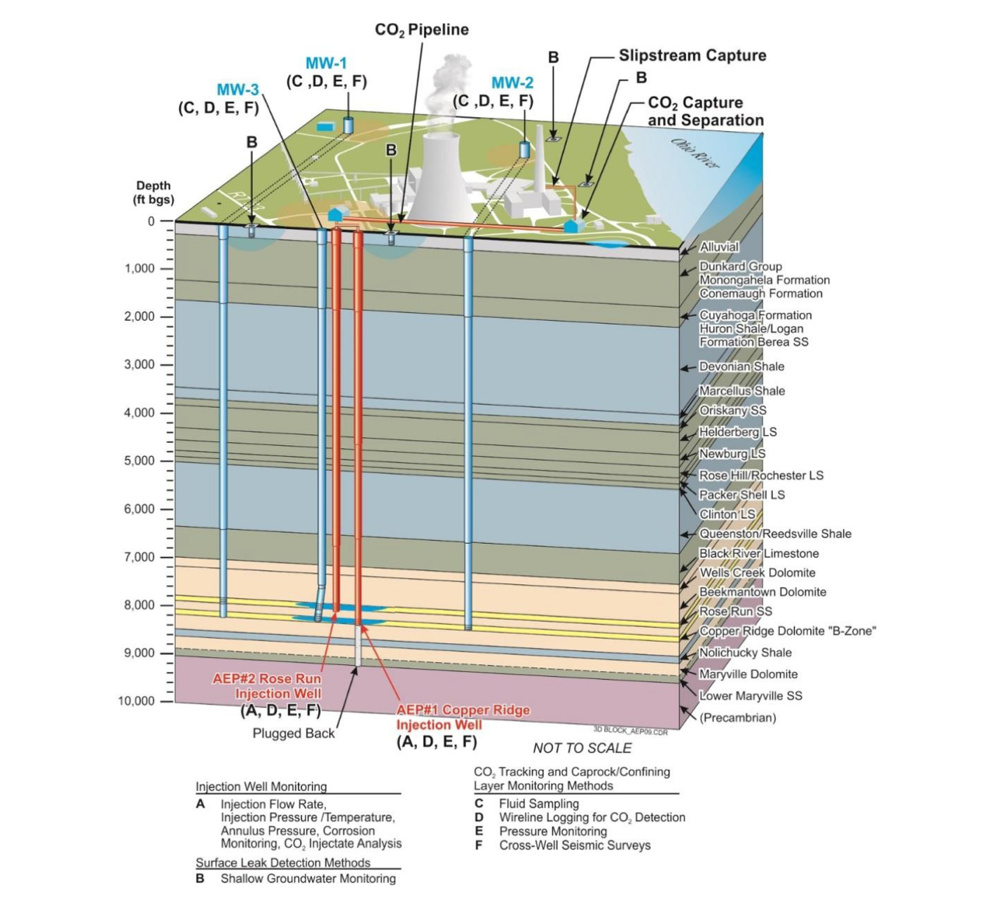 CO₂ Pipeline
Slipstream Capture
B
B
MW-1
(C ,D, E, F)
MW-2
(C ,D, E, F)
MW-3
(C, D, E, F)
CO₂ Capture
and Separation
B
B
Ohio River
Depth
(ft bgs)
0
1,000
2,000
3,000
4,000
5,000
6,000
7,000
8,000
9,000
10,000
Alluvial
Dunkard Group
Monongahela Formation
Conemaugh Formation
Cuyahoga Formation
Huron Shale/Logan
Formation Berea SS
Devonian Shale
Marcellus Shale
Oriskany SS
Helderberg LS
Newburg LS
Rose Hill/Rochester LS
Packer Shell LS
Clinton LS
Queenston/Reedsville Shale
Black River Limestone
Wells Creek Dolomite
Beekmantown Dolomite
Rose Run SS
Copper Ridge Dolomite "B-Zone"
Nolichucky Shale
Maryville Dolomite
Lower Maryville SS
(Precambrian)
AEP#2 Rose Run
Injection Well
(A, D, E, F)
Plugged Back
AEP#1 Copper Ridge
Injection Well
(A, D, E, F)
3D BLOCK_AEP09.CDR
NOT TO SCALE
Injection Well Monitoring
A Injection Flow Rate,
Injection Pressure /Temperature,
Annulus Pressure, Corrosion
Monitoring, CO₂ Injectate Analysis
Surface Leak Detection Methods
B Shallow Groundwater Monitoring
CO₂ Tracking and Caprock/Confining
Layer Monitoring Methods
C Fluid Sampling
D Wireline Logging for CO₂ Detection
E Pressure Monitoring
F Cross-Well Seismic Surveys